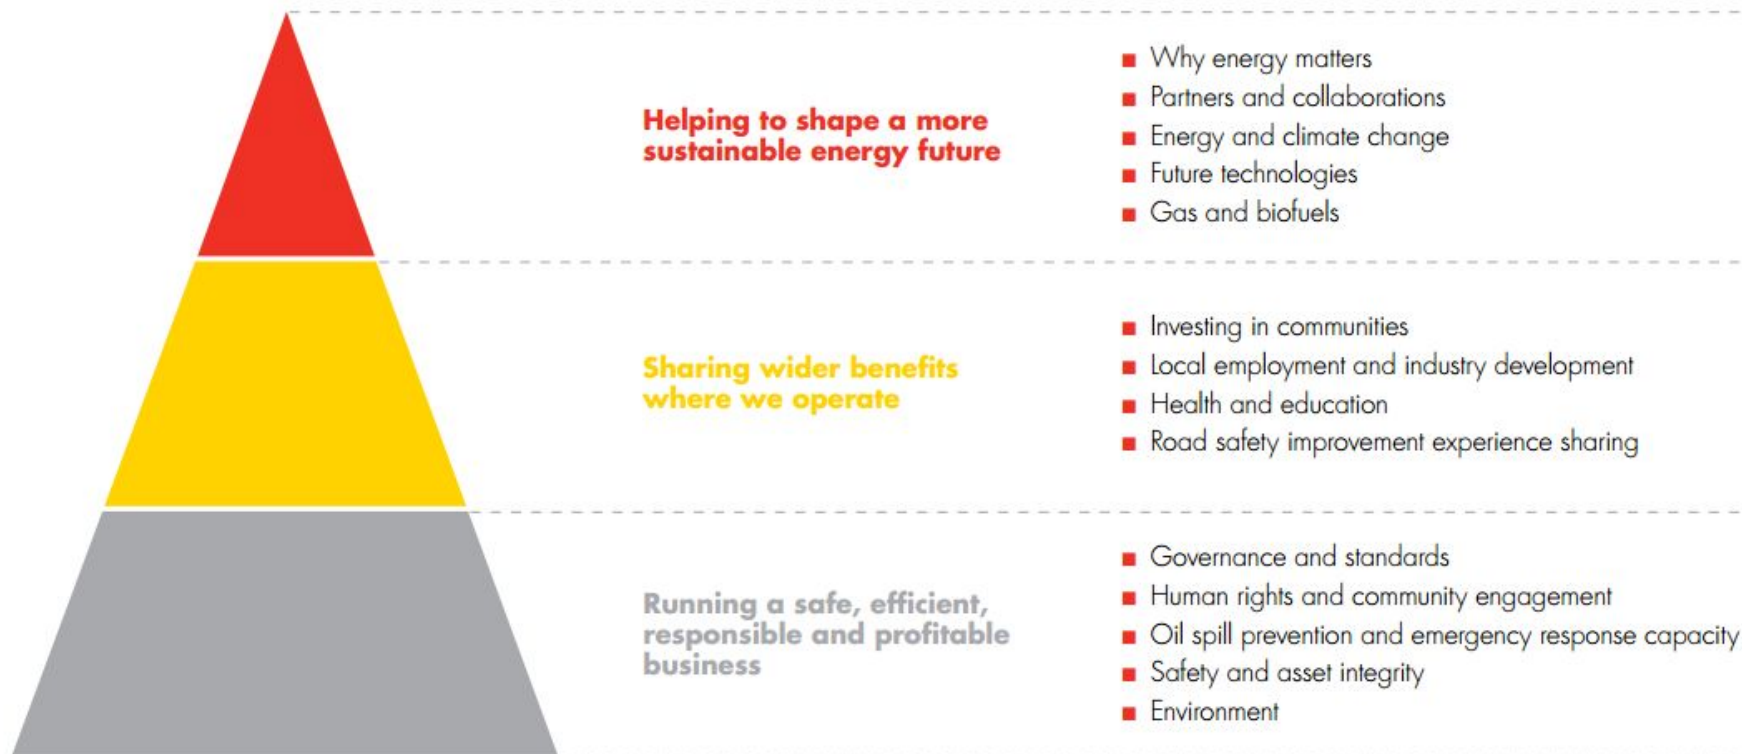 Helping to shape a more
sustainable energy future
Why energy matters
Partners and collaborations
Energy and climate change
Future technologies
Gas and biofuels
Sharing wider benefits
where we operate
Investing in communities
Local employment and industry development
Health and education
Road safety improvement experience sharing
Running a safe, efficient,
responsible and profitable
business
Governance and standards
Human rights and community engagement
Oil spill prevention and emergency response capacity
Safety and asset integrity
Environment